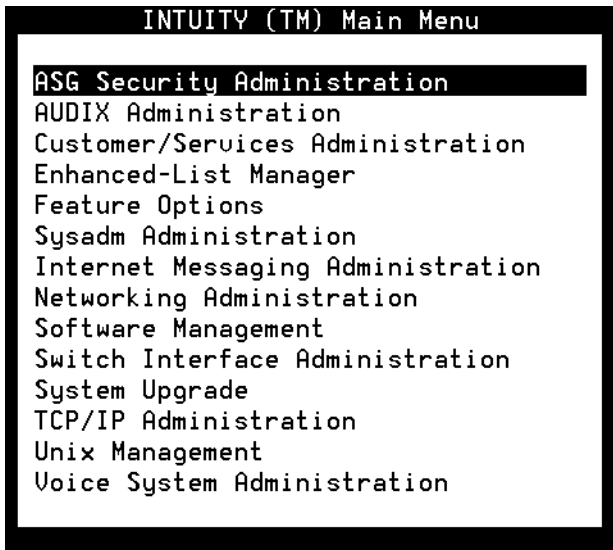 INTUITY (TM) Main Menu
ASG Security Administration
AUDIX Administration
Customer/Services Administration
Enhanced-List Manager
Feature Options
Sysadm Administration
Internet Messaging Administration
Networking Administration
Software Management
Switch Interface Administration
System Upgrade
TCP/IP Administration
Unix Management
Voice System Administration